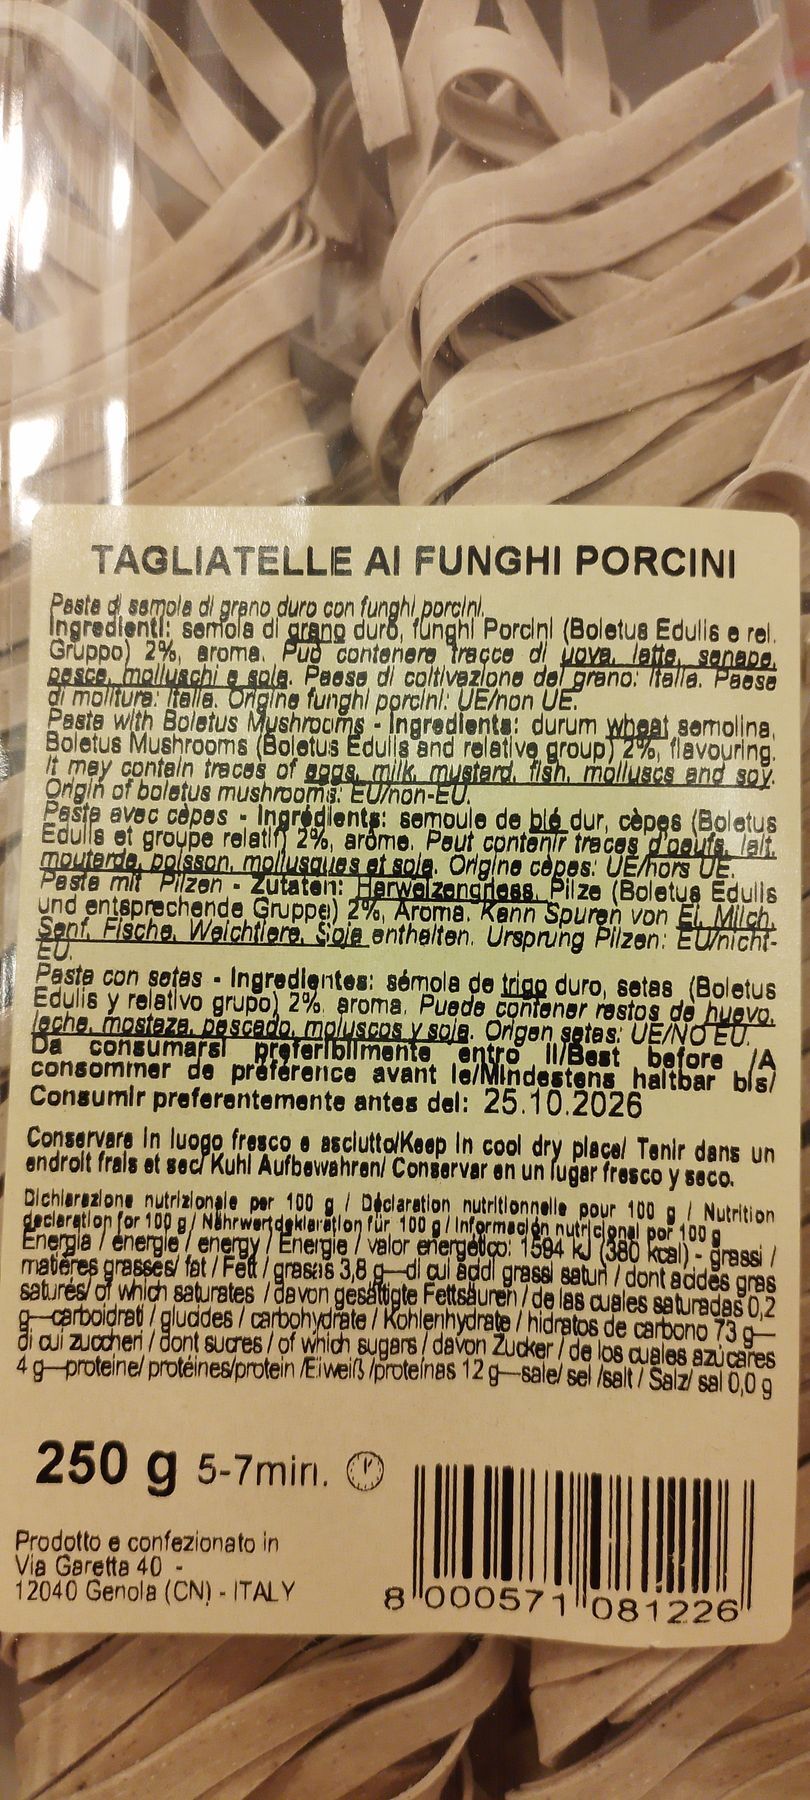 TAGLIATELLE AI FUNGHI PORCINI
Pasta di semola di grano duro con funghi porcini.
Ingredienti: semola di grano duro, funghi Porcini (Boletus Edulis e rel.
Gruppo) 2%, aroma. Può contenere tracce di uova, latte, senape,
pesce, molluschi e soia. Paese di coltivazione del grano: Italia. Paese
di molitura: Italia. Origine funghi porcini: UE/non UE.
Pasta with Boletus Mushrooms - Ingredients: durum wheat semolina,
Boletus Mushrooms (Boletus Edulis and relative group) 2%, flavouring.
It may contain traces of eggs, milk, mustard, fish, molluscs and soy.
Origin of boletus mushrooms: EU/non-EU.
Pasta avec cèpes - Ingrédients: semoule de blé dur, cèpes (Boletus
Edulis et groupe relatif) 2%, arôme. Peut contenir traces d'oeufs, lait,
moutarde, poisson, mollusques et soia. Origine cèpes: UE/hors UE.
Pasta mit Pilzen - Zutaten: Harweizengriess, Pilze (Boletus Edulis
und entsprechende Gruppe) 2%, Aroma. Kann Spuren von Ei, Milch,
Senf, Fische, Weichtiere, Soja enthalten. Ursprung Pilzen: EU/nicht-
EU.
Pasta con setas - Ingredientes: sémola de trigo duro, setas (Boletus
Edulis y relativo grupo) 2%, aroma. Puede contener restos de huevo,
leche, mostaza, pescado, moluscos y soja. Origen setas: UE/NO EU.
Da consumarsi preferibilmente entro il/Best before /A
consommer de préférence avant le/Mindestens haltbar bis/
Consumir preferentemente antes del: 25.10.2026
Conservare in luogo fresco e asciutto/Keep in cool dry place/ Tenir dans un
endroit frais et sec/ Kuhl Aufbewahren/ Conservar en un lugar fresco y seco.
Dichiarazione nutrizionale per 100 g / Déclaration nutritionnelle pour 100 g / Nutrition
declaration for 100 g / Nährwertdeklaration für 100 g / Información nutricional por 100 g
Energia / énergie / energy / Energie / valor energético: 1594 kJ (380 kcal) - grassi /
matières grasses/ fat / Fett / grasas 3,8 g—di cui acidi grassi saturi / dont acides gras
saturés/ of which saturates / davon gesättigte Fettsäuren / de las cuales saturadas 0,2
g—carboidrati / glucides / carbohydrate / Kohlenhydrate / hidratos de carbono 73 g—
di cui zuccheri / dont sucres / of which sugars / davon Zucker / de los cuales azúcares
4 g—proteine/ protéines/protein /Eiweiß /proteínas 12 g—sale/ sel /salt / Salz/ sal 0,0 g
250 g 5-7min.
Prodotto e confezionato in
Via Garetta 40 -
12040 Genola (CN) - ITALY
8 000571 081226